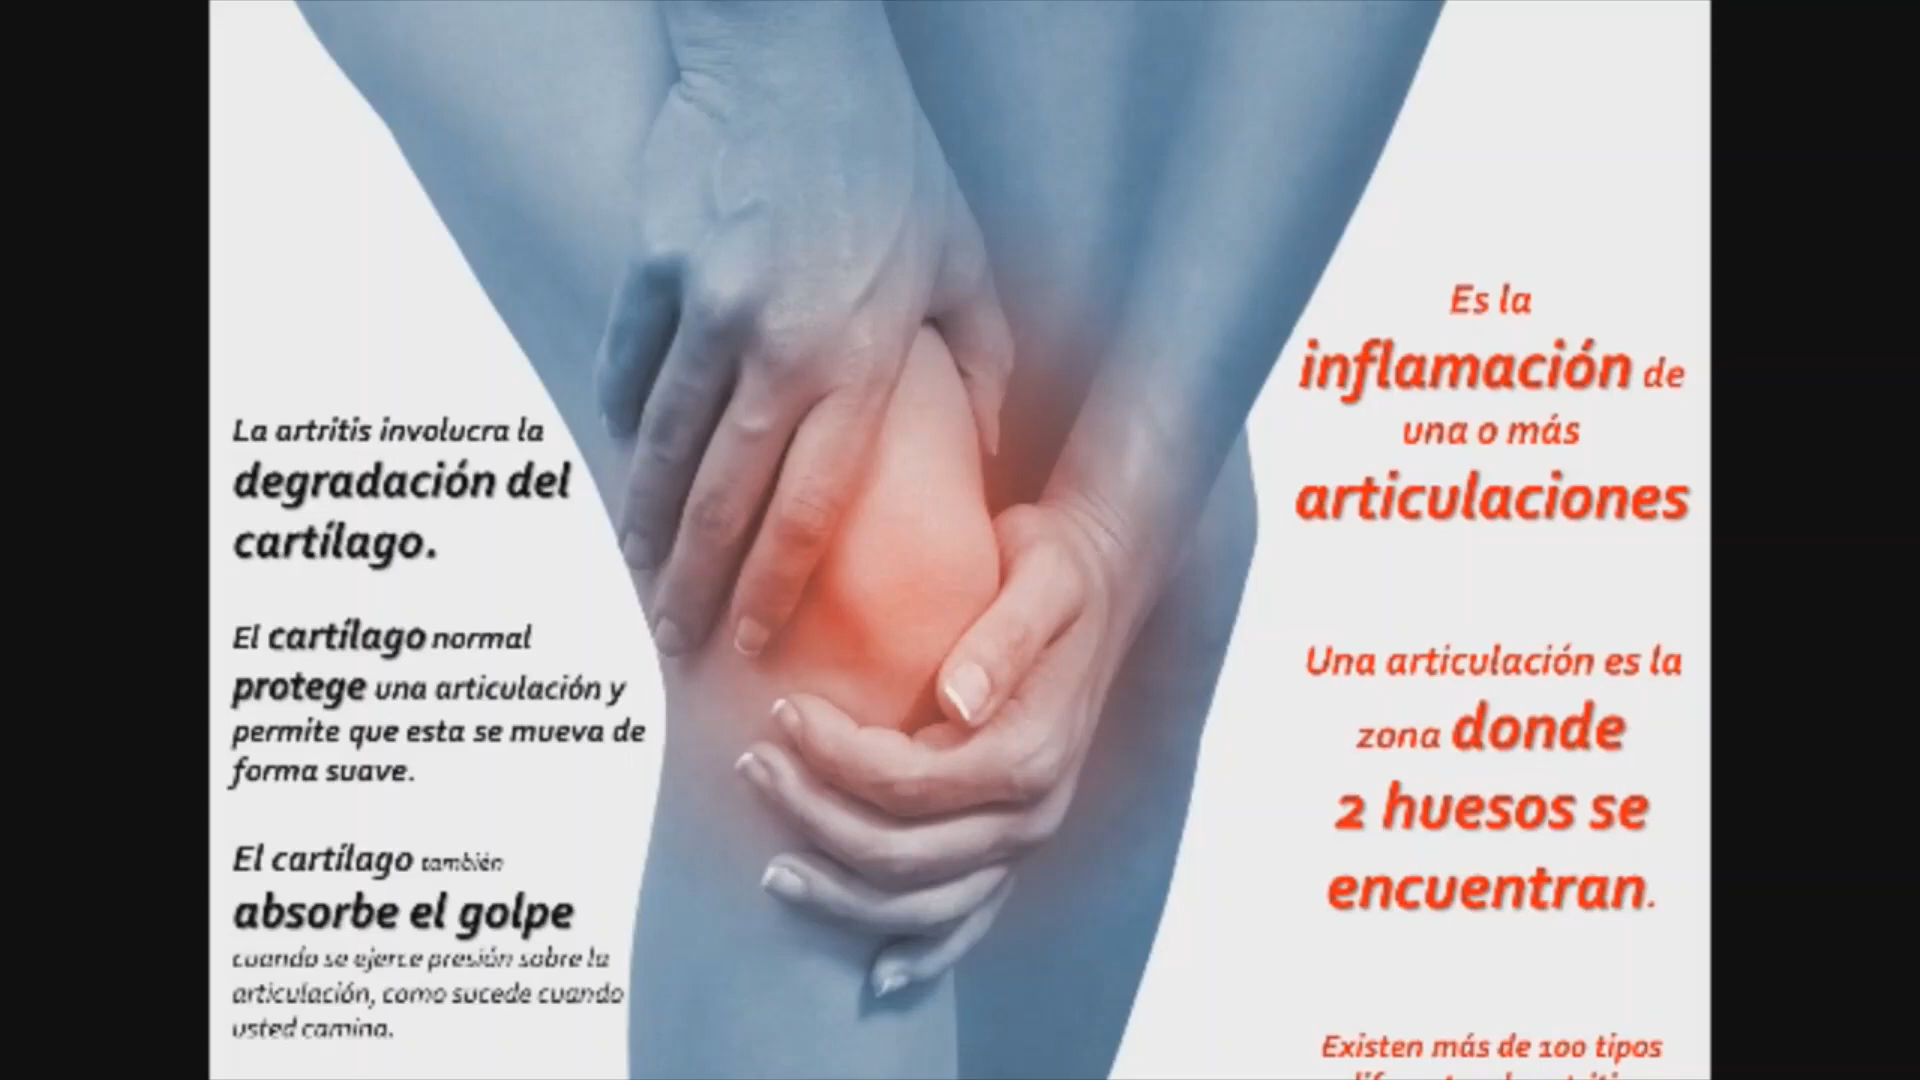 La artritis involucra la
degradación del
cartílago.
El cartílago normal
protege una articulación y
permite que esta se mueva de
forma suave.
El cartílago también
absorbe el golpe
cuando se ejerce presión sobre la
articulación, como sucede cuando
usted camina.
Es la
inflamación de
una o más
articulaciones
Una articulación es la
zona donde
2 huesos se
encuentran.
Existen más de 100 tipos